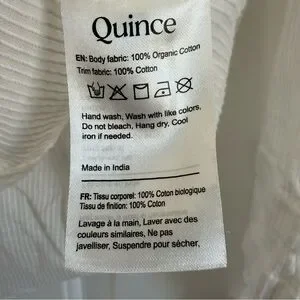 Quince
EN: Body fabric: 100% Organic Cotton
Trim fabric: 100% Cotton
Hand wash, Wash with like colors,
Do not bleach, Hang dry, Cool
iron if needed.
Made in India
FR: Tissu corporel: 100% Coton biologique
Tissu de finition: 100% Coton
Lavage à la main, Laver avec des
couleurs similaires, Ne pas
javelliser, Suspendre pour sécher,